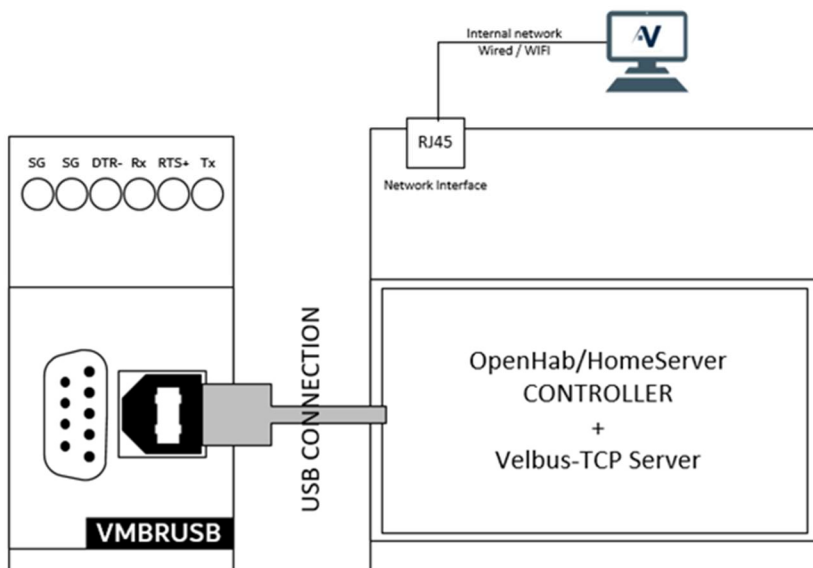 Internal network
Wired / WIFI
AV
RJ45
Network Interface
SG SG DTR- Rx RTS+ Tx
USB CONNECTION
OpenHab/HomeServer
CONTROLLER
+
Velbus-TCP Server
VMBRUSB